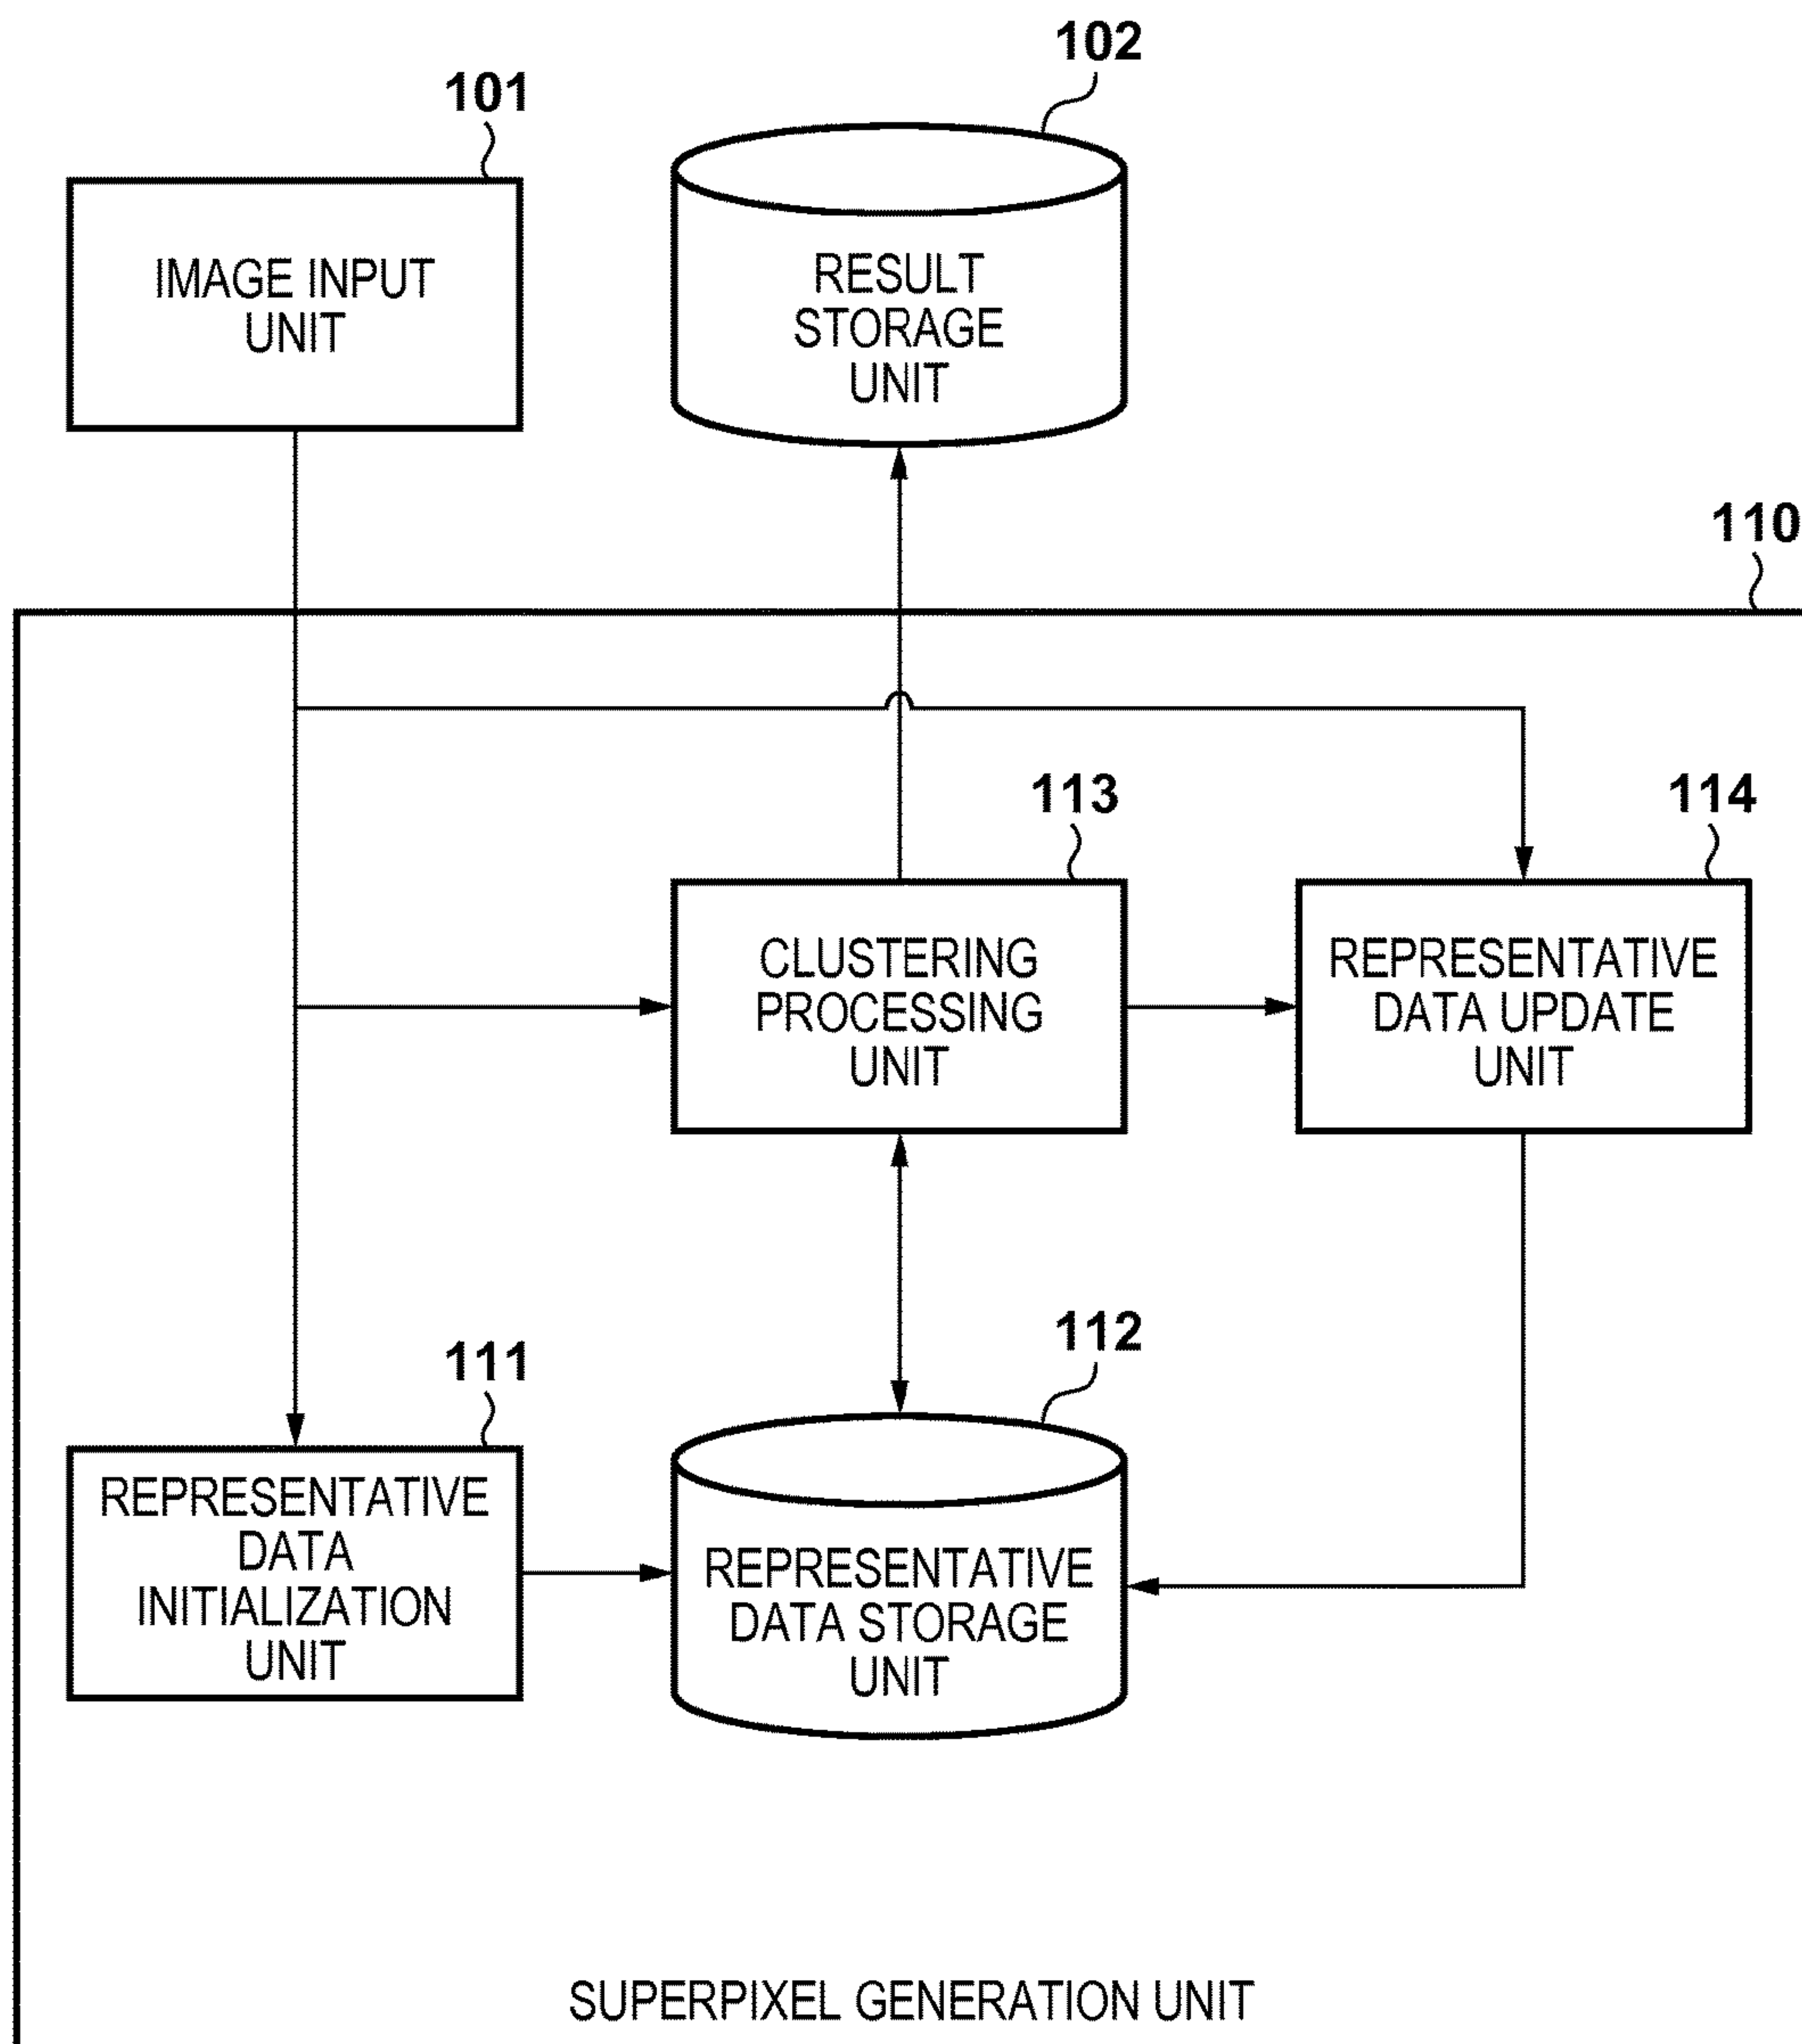 102
101
IMAGE INPUT
UNIT
RESULT
STORAGE
UNIT
110
113
114
CLUSTERING
PROCESSING
UNIT
REPRESENTATIVE
DATA UPDATE
UNIT
111
112
REPRESENTATIVE
DATA
INITIALIZATION
UNIT
REPRESENTATIVE
DATA STORAGE
UNIT
SUPERPIXEL GENERATION UNIT